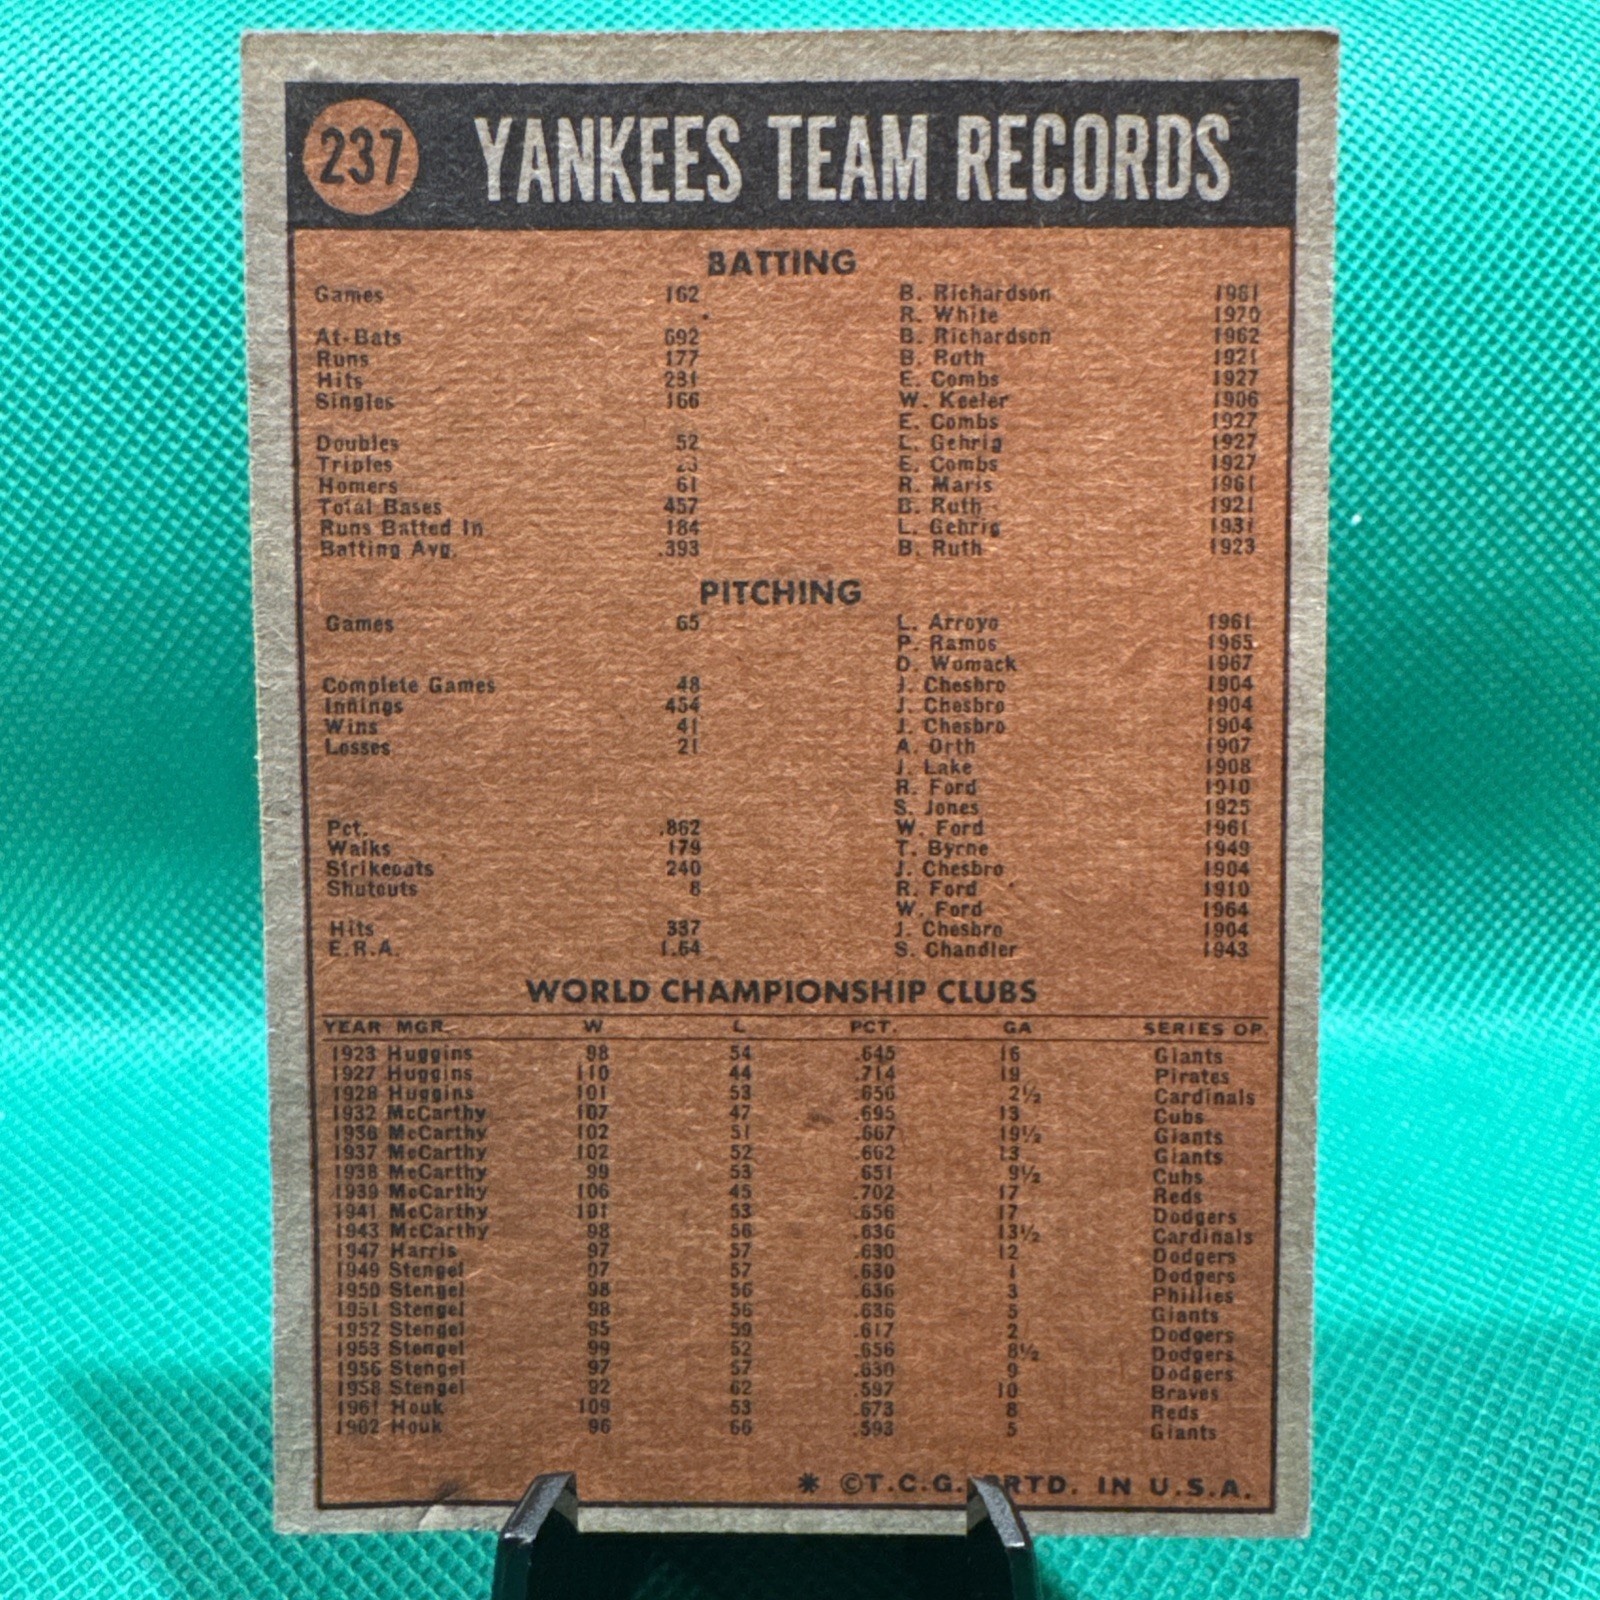 237 YANKEES TEAM RECORDS
BATTING
Games 162 B. Richardson 1961
R. White 1970
At-Bats 692 B. Richardson 1962
Runs 177 B. Ruth 1921
Hits 231 E. Combs 1927
Singles 166 W. Keeler 1906
E. Combs 1927
Doubles 52 L. Gehrig 1927
Triples 23 E. Combs 1927
Homers 61 R. Maris 1961
Total Bases 457 B. Ruth 1921
Runs Batted In 184 L. Gehrig 1931
Batting Avg. .393 B. Ruth 1923
PITCHING
Games 65 L. Arroyo 1961
P. Ramos 1965
D. Womack 1967
Complete Games 48 J. Chesbro 1904
Innings 454 J. Chesbro 1904
Wins 41 J. Chesbro 1904
Losses 21 A. Orth 1907
J. Lake 1908
R. Ford 1910
S. Jones 1925
Pct. .862 W. Ford 1961
Walks 179 T. Byrne 1949
Strikeouts 240 J. Chesbro 1904
Shutouts 8 R. Ford 1910
W. Ford 1964
Hits 337 J. Chesbro 1904
E.R.A. 1.64 S. Chandler 1943
WORLD CHAMPIONSHIP CLUBS
YEAR MGR. W L PCT. GA SERIES OP.
1923 Huggins 98 54 .645 16 Giants
1927 Huggins 110 44 .714 19 Pirates
1928 Huggins 101 53 .656 2½ Cardinals
1932 McCarthy 107 47 .695 13 Cubs
1936 McCarthy 102 51 .667 19½ Giants
1937 McCarthy 102 52 .662 13 Giants
1938 McCarthy 99 53 .651 9½ Cubs
1939 McCarthy 106 45 .702 17 Reds
1941 McCarthy 101 53 .656 17 Dodgers
1943 McCarthy 98 56 .636 13½ Cardinals
1947 Harris 97 57 .630 12 Dodgers
1949 Stengel 97 57 .630 1 Dodgers
1950 Stengel 98 56 .636 3 Phillies
1951 Stengel 98 56 .636 5 Giants
1952 Stengel 95 59 .617 2 Dodgers
1953 Stengel 99 52 .656 8½ Dodgers
1956 Stengel 97 57 .630 9 Dodgers
1958 Stengel 92 62 .597 10 Braves
1961 Houk 109 53 .673 8 Reds
1962 Houk 96 66 .593 5 Giants
* ©T.C.G. PRTD. IN U.S.A.